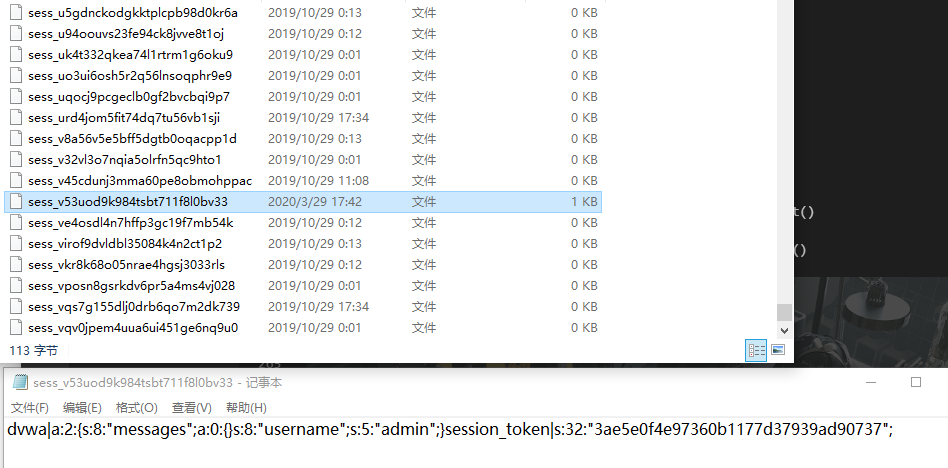 sess_u5gdnckodgkktplcpb98d0kr6a 2019/10/29 0:13 文件 0 KB
sess_u94oouvs23fe94ck8jvve8t1oj 2019/10/29 0:12 文件 0 KB
sess_uk4t332qkea74l1rtrm1g6oku9 2019/10/29 0:01 文件 0 KB
sess_uo3ui6osh5r2q56lnsoqphr9e9 2019/10/29 0:01 文件 0 KB
sess_uqocj9pcgeclb0gf2bvcbqi9p7 2019/10/29 0:01 文件 0 KB
sess_urd4jom5fit74dq7tu56vb1sji 2019/10/29 17:34 文件 0 KB
sess_v8a56v5e5bff5dgtb0oqacpp1d 2019/10/29 0:13 文件 0 KB
sess_v32vl3o7nqia5olrfn5qc9hto1 2019/10/29 0:01 文件 0 KB
sess_v45cdunj3mma60pe8obmohppac 2019/10/29 11:08 文件 0 KB
sess_v53uod9k984tsbt711f8l0bv33 2020/3/29 17:42 文件 1 KB
t()
sess_ve4osdl4n7hffp3gc19f7mb54k 2019/10/29 0:12 文件 0 KB
sess_virof9dvldbl35084k4n2ct1p2 2019/10/29 0:13 文件 0 KB
()
sess_vkr8k68o05nrae4hgsj3033rls 2019/10/29 0:12 文件 0 KB
sess_vposn8gsrkdv6pr5a4ms4vj028 2019/10/29 0:01 文件 0 KB
sess_vqs7g155dlj0drb6qo7m2dk739 2019/10/29 17:34 文件 0 KB
sess_vqv0jpem4uua6ui451ge6nq9u0 2019/10/29 0:01 文件 0 KB
113 字节
sess_v53uod9k984tsbt711f8l0bv33 - 记事本
文件(F) 编辑(E) 格式(O) 查看(V) 帮助(H)
dvwa|a:2:{s:8:"messages";a:0:{}s:8:"username";s:5:"admin";}session_token|s:32:"3ae5e0f4e97360b1177d37939ad90737";